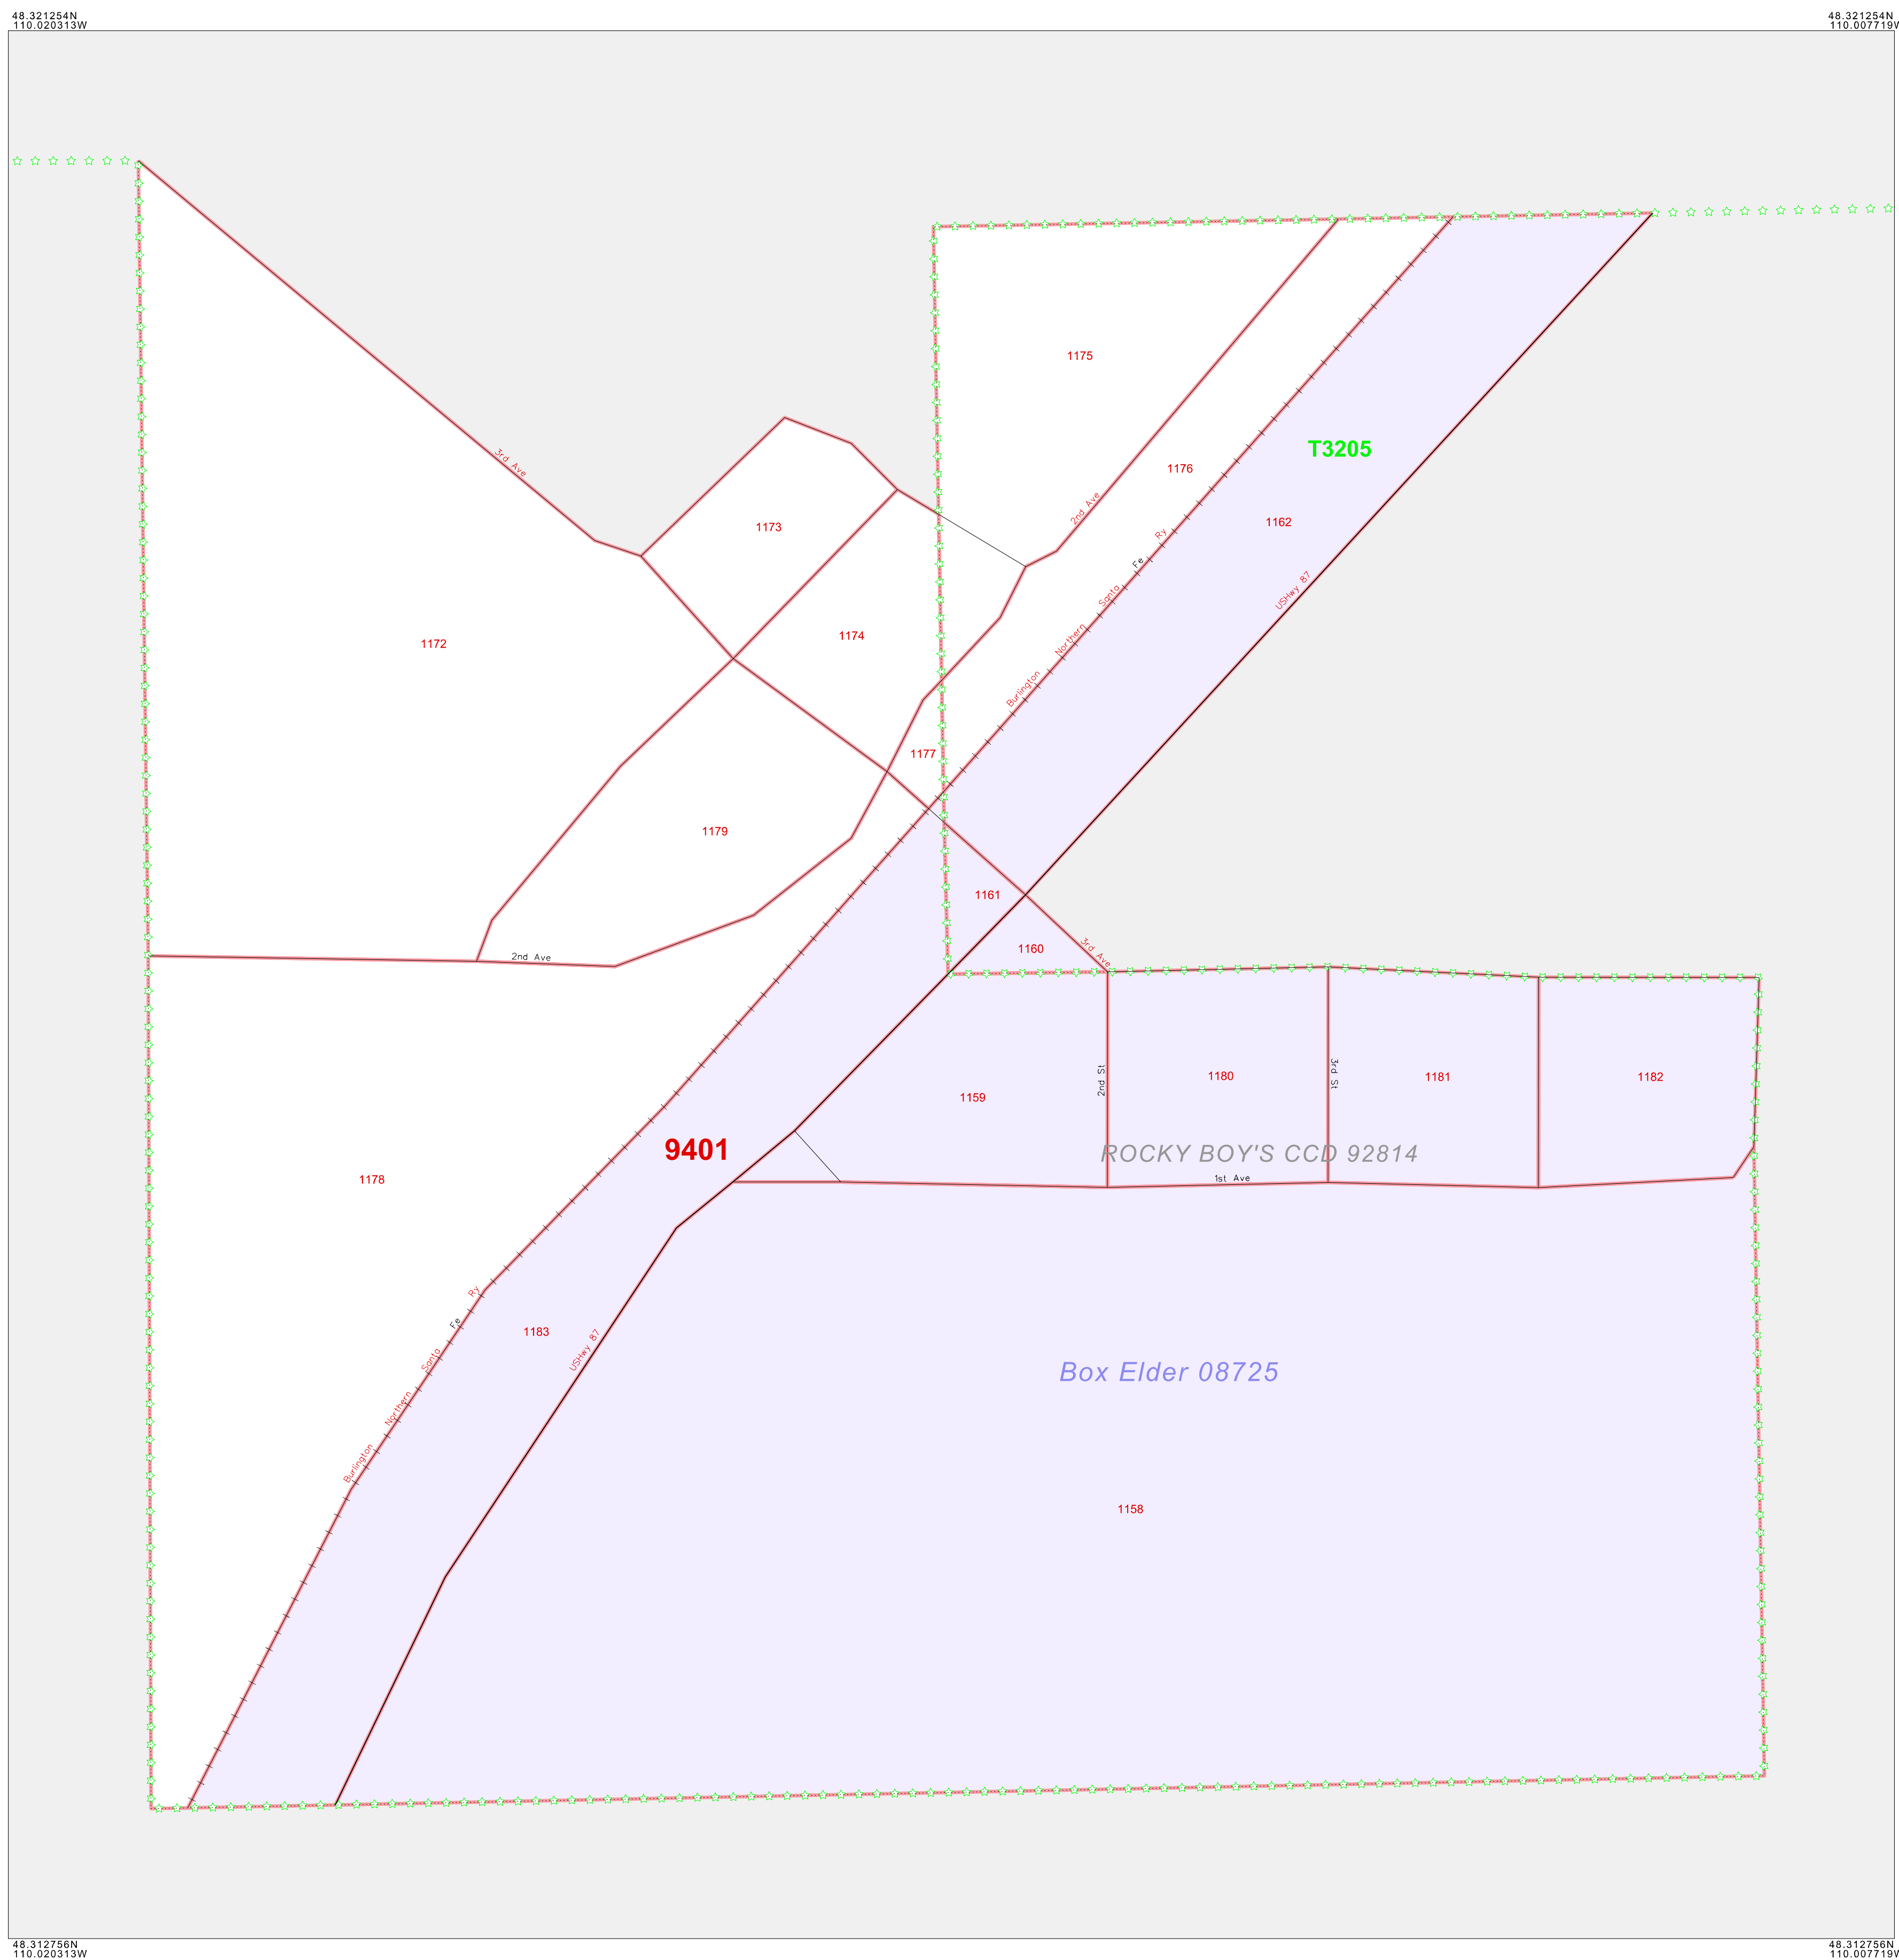 48.321254N
110.020313W
48.321254N
110.007719W
1175
3rd Ave
T3205
1176
2nd Ave
1173
1162
Burlington Northern Santa Fe Ry
USHwy 87
1174
1172
1177
1179
1161
3rd Ave
1160
2nd Ave
2nd St
3rd St
1180
1181
1182
1159
9401
ROCKY BOY'S CCD 92814
1178
1st Ave
Burlington Northern Santa Fe Ry
1183
USHwy 87
Box Elder 08725
1158
48.312756N
110.020313W
48.312756N
110.007719W